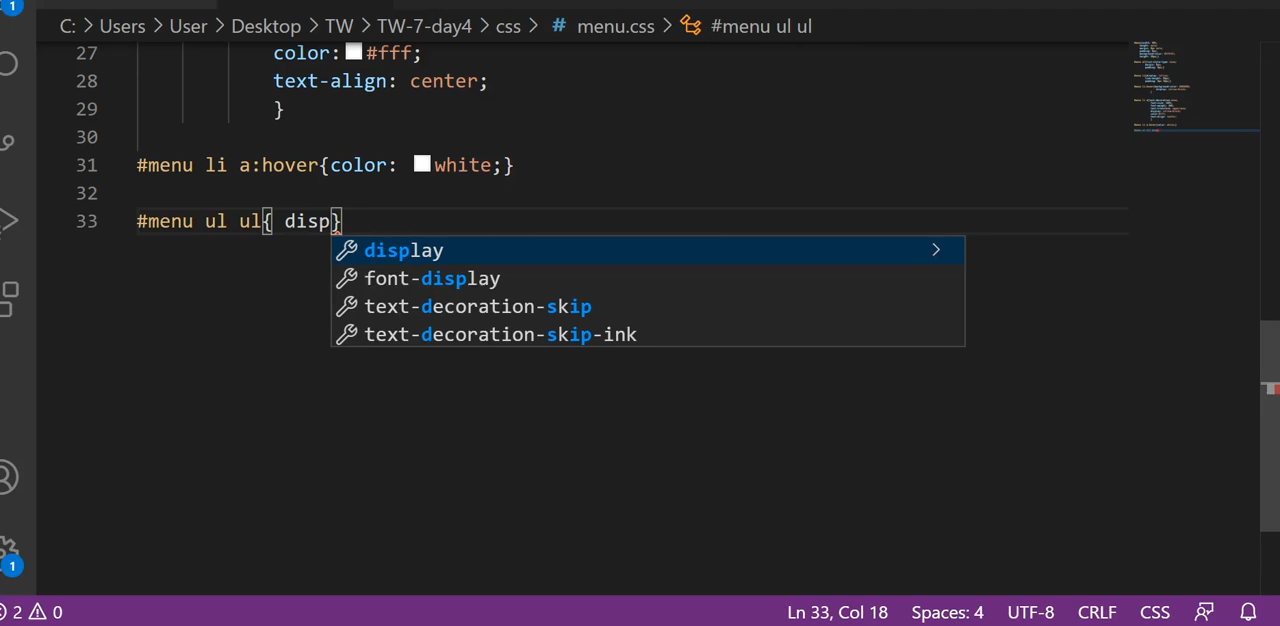 1
C: > Users > User > Desktop > TW > TW-7-day4 > css > # menu.css > #menu ul ul
27 color: #fff;
28 text-align: center;
29 }
30
31 #menu li a:hover{color: white;}
32
33 #menu ul ul{ disp}
display >
font-display
text-decoration-skip
text-decoration-skip-ink
1
2 0 Ln 33, Col 18 Spaces: 4 UTF-8 CRLF CSS